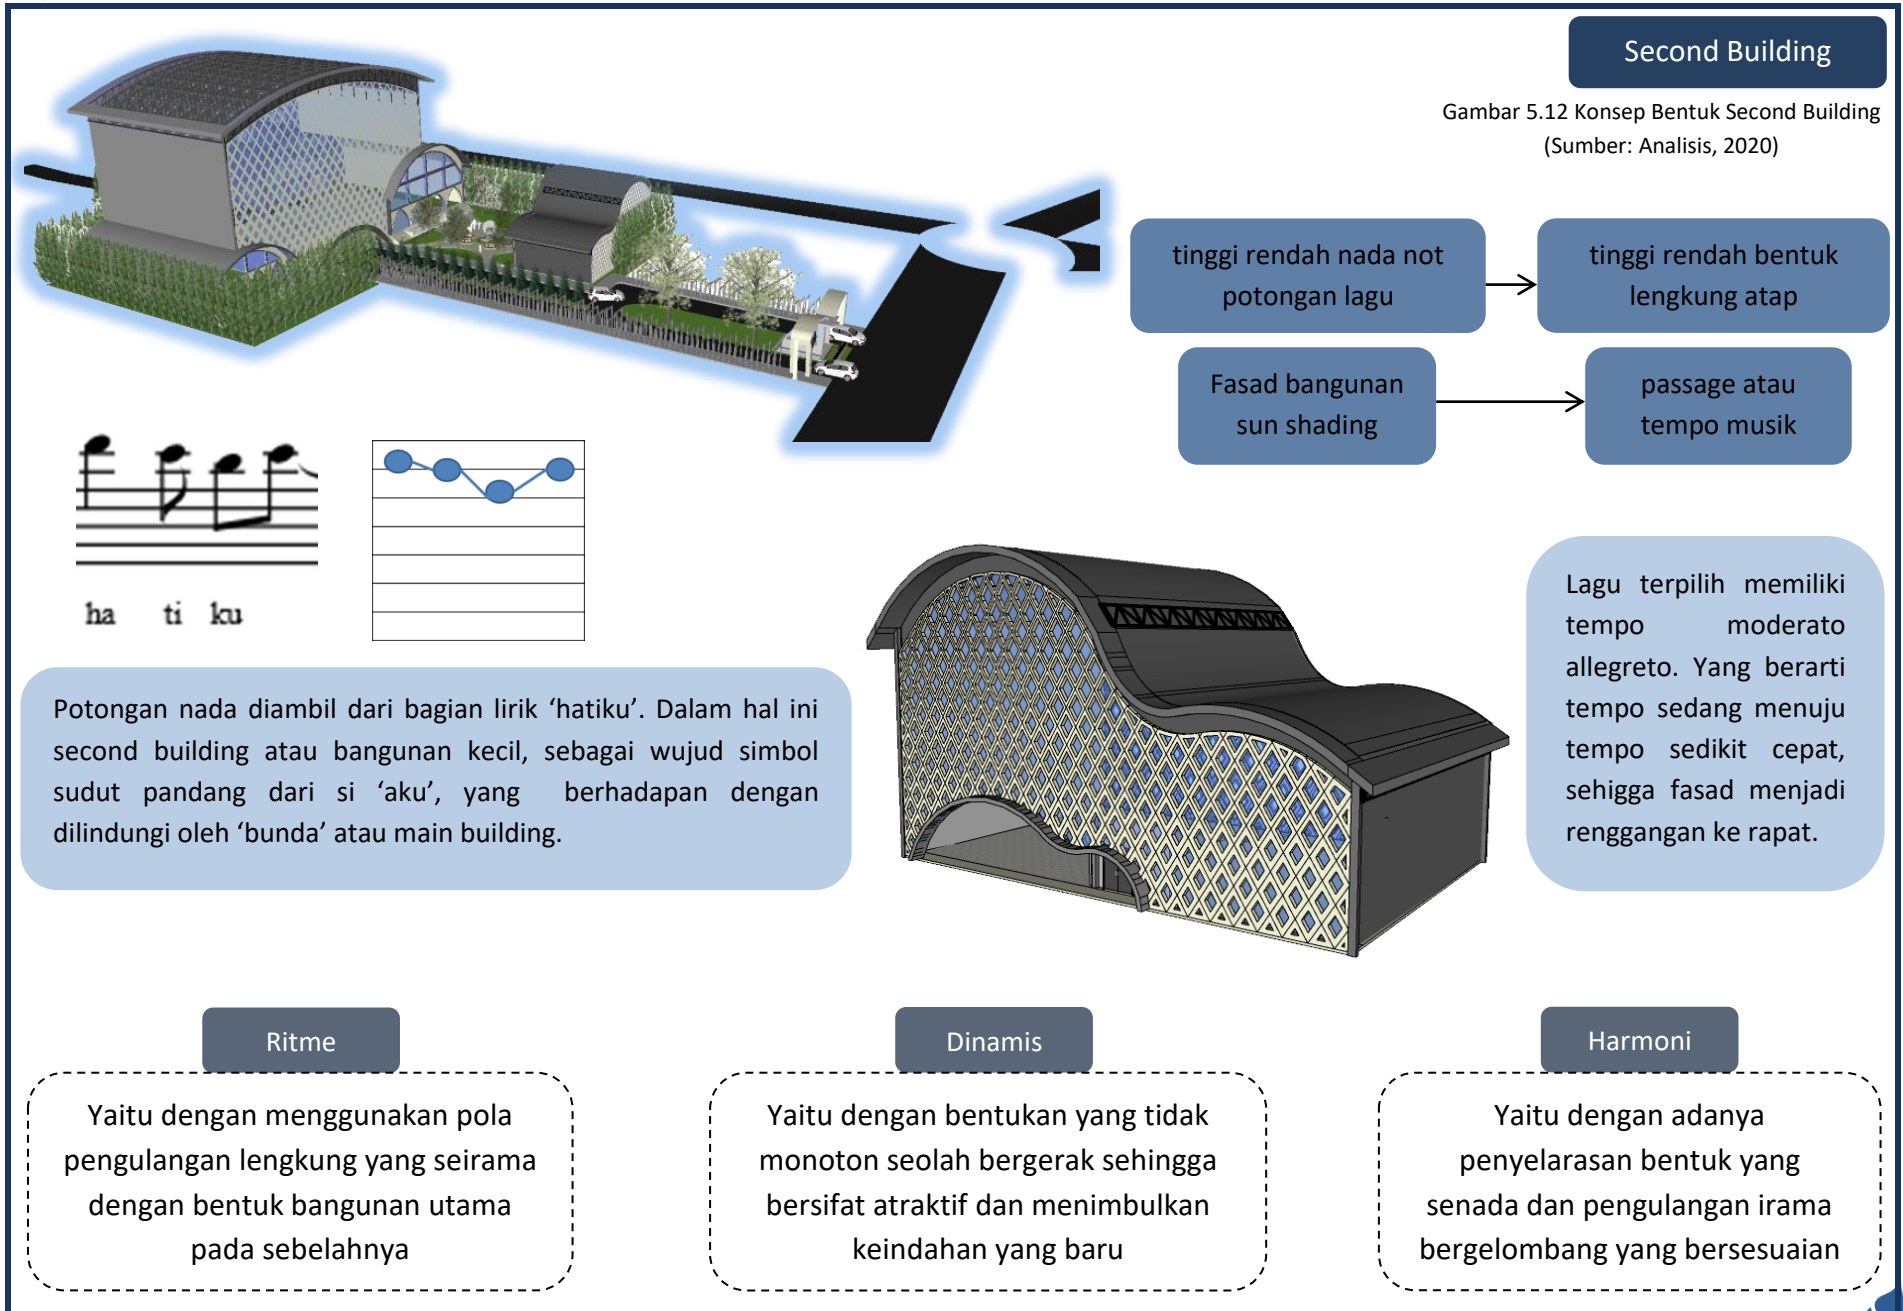 Second Building
Gambar 5.12 Konsep Bentuk Second Building
(Sumber: Analisis, 2020)
tinggi rendah nada not
potongan lagu
tinggi rendah bentuk
lengkung atap
Fasad bangunan
sun shading
passage atau
tempo musik
ha ti ku
Potongan nada diambil dari bagian lirik ‘hatiku’. Dalam hal ini
second building atau bangunan kecil, sebagai wujud simbol
sudut pandang dari si ‘aku’, yang berhadapan dengan
dilindungi oleh ‘bunda’ atau main building.
Lagu terpilih memiliki
tempo moderato
allegreto. Yang berarti
tempo sedang menuju
tempo sedikit cepat,
sehigga fasad menjadi
renggangan ke rapat.
Ritme
Yaitu dengan menggunakan pola
pengulangan lengkung yang seirama
dengan bentuk bangunan utama
pada sebelahnya
Dinamis
Yaitu dengan bentukan yang tidak
monoton seolah bergerak sehingga
bersifat atraktif dan menimbulkan
keindahan yang baru
Harmoni
Yaitu dengan adanya
penyelarasan bentuk yang
senada dan pengulangan irama
bergelombang yang bersesuaian